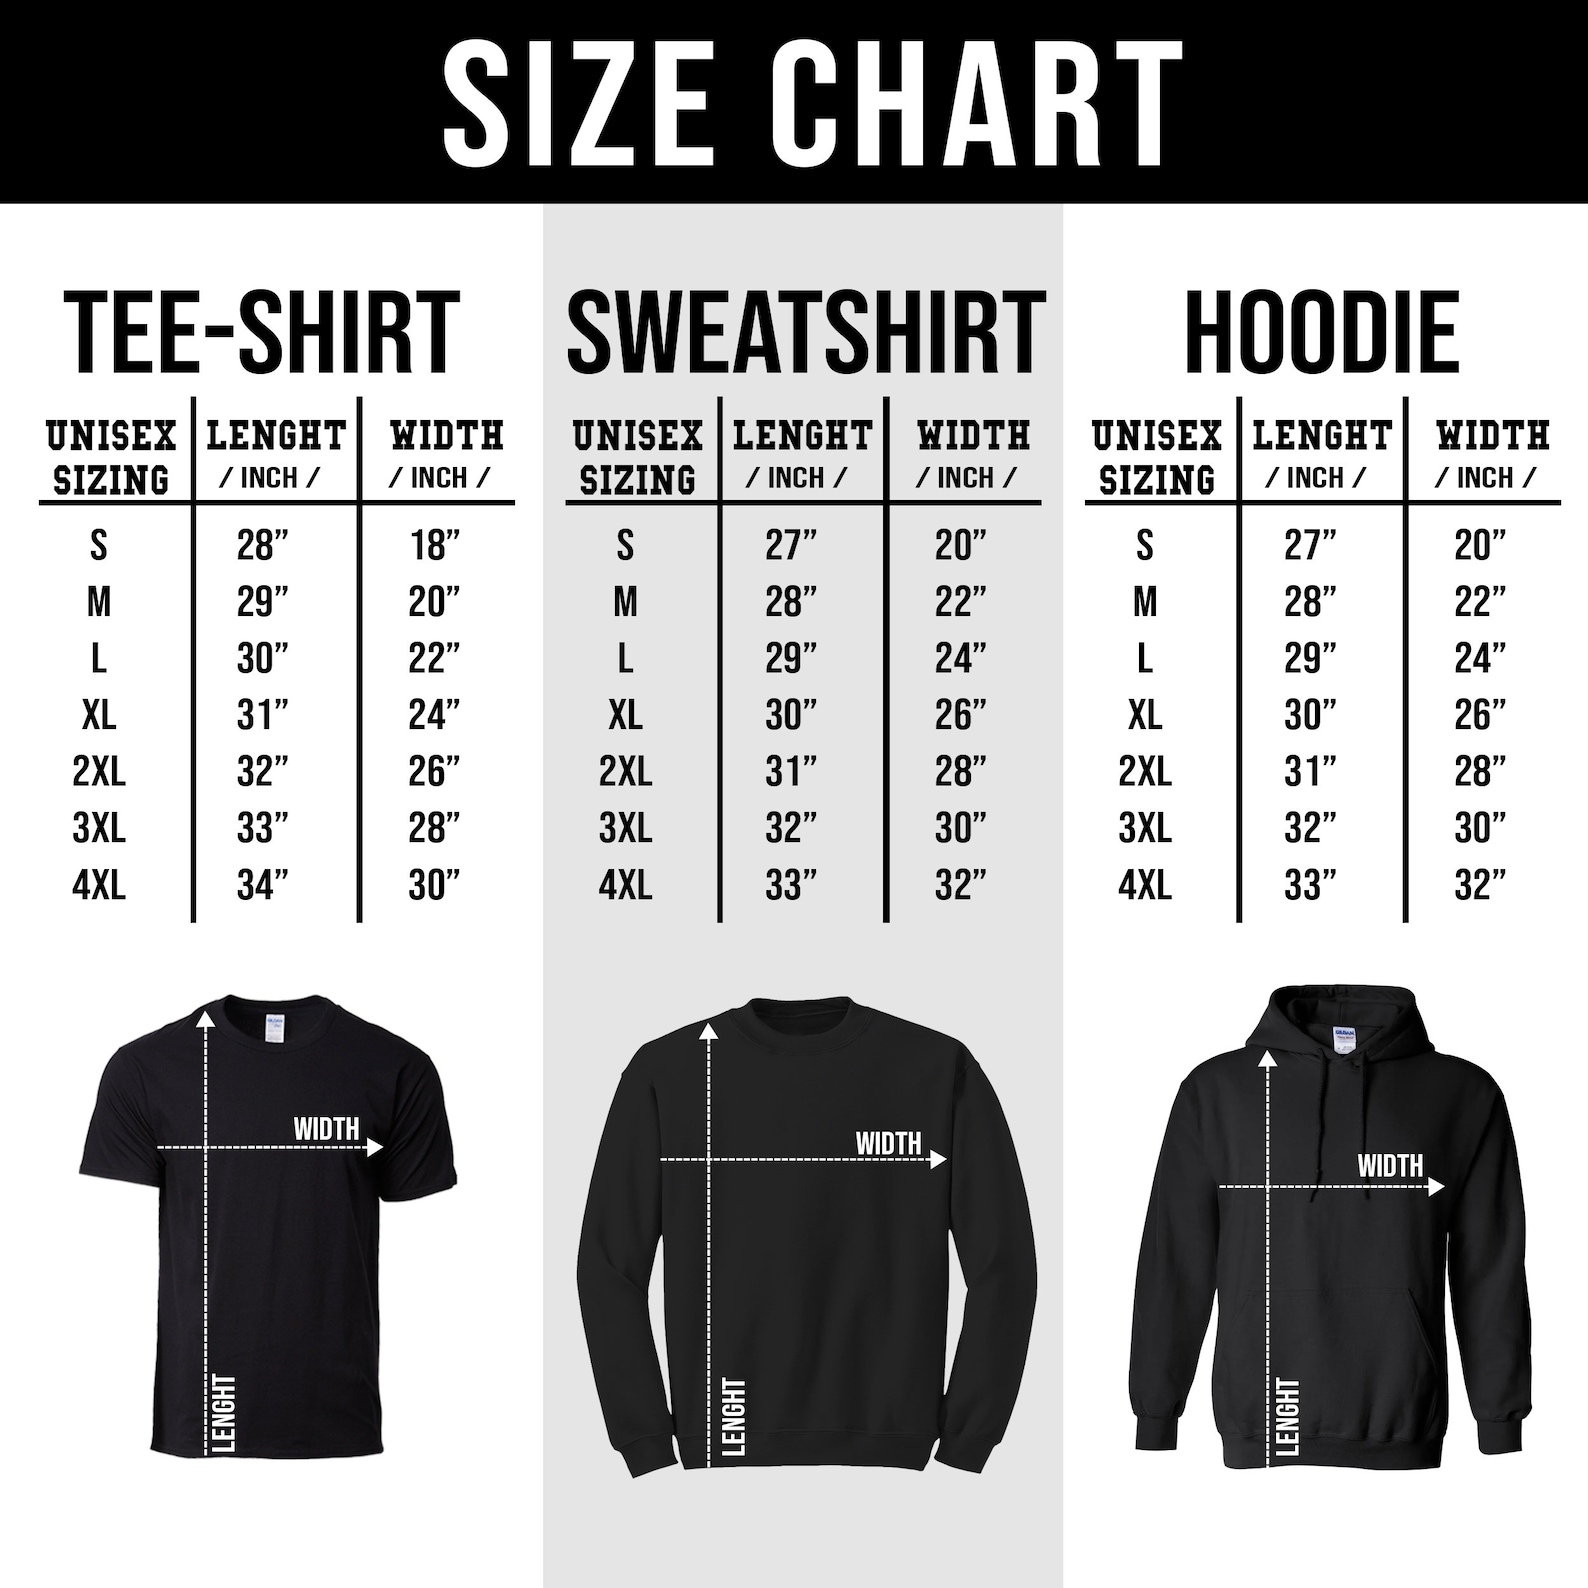 SIZE CHART
TEE-SHIRT
UNISEX SIZING LENGHT / INCH / WIDTH / INCH /
S 28” 18”
M 29” 20”
L 30” 22”
XL 31” 24”
2XL 32” 26”
3XL 33” 28”
4XL 34” 30”
WIDTH
LENGHT
SWEATSHIRT
UNISEX SIZING LENGHT / INCH / WIDTH / INCH /
S 27” 20”
M 28” 22”
L 29” 24”
XL 30” 26”
2XL 31” 28”
3XL 32” 30”
4XL 33” 32”
WIDTH
LENGHT
HOODIE
UNISEX SIZING LENGHT / INCH / WIDTH / INCH /
S 27” 20”
M 28” 22”
L 29” 24”
XL 30” 26”
2XL 31” 28”
3XL 32” 30”
4XL 33” 32”
GILDAN
WIDTH
LENGHT